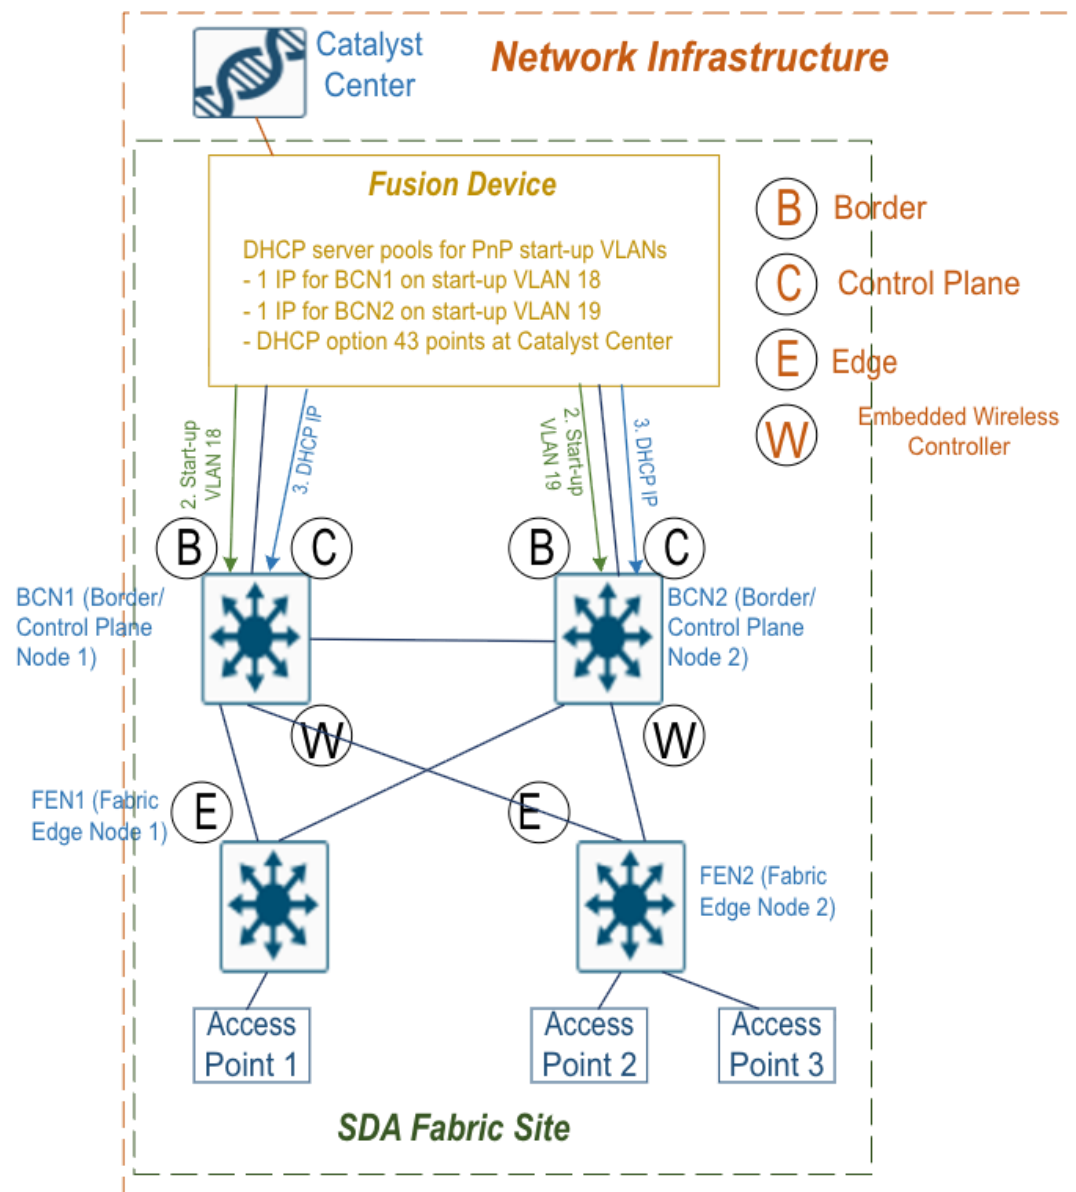 Catalyst
Center
Network Infrastructure
Fusion Device
DHCP server pools for PnP start-up VLANs
- 1 IP for BCN1 on start-up VLAN 18
- 1 IP for BCN2 on start-up VLAN 19
- DHCP option 43 points at Catalyst Center
B
Border
C
Control Plane
E
Edge
W
Embedded Wireless
Controller
2. Start-up
VLAN 18
3. DHCP IP
2. Start-up
VLAN 19
3. DHCP IP
B
C
B
C
BCN1 (Border/
Control Plane
Node 1)
BCN2 (Border/
Control Plane
Node 2)
W
W
FEN1 (Fabric
Edge Node 1)
E
E
FEN2 (Fabric
Edge Node 2)
Access
Point 1
Access
Point 2
Access
Point 3
SDA Fabric Site